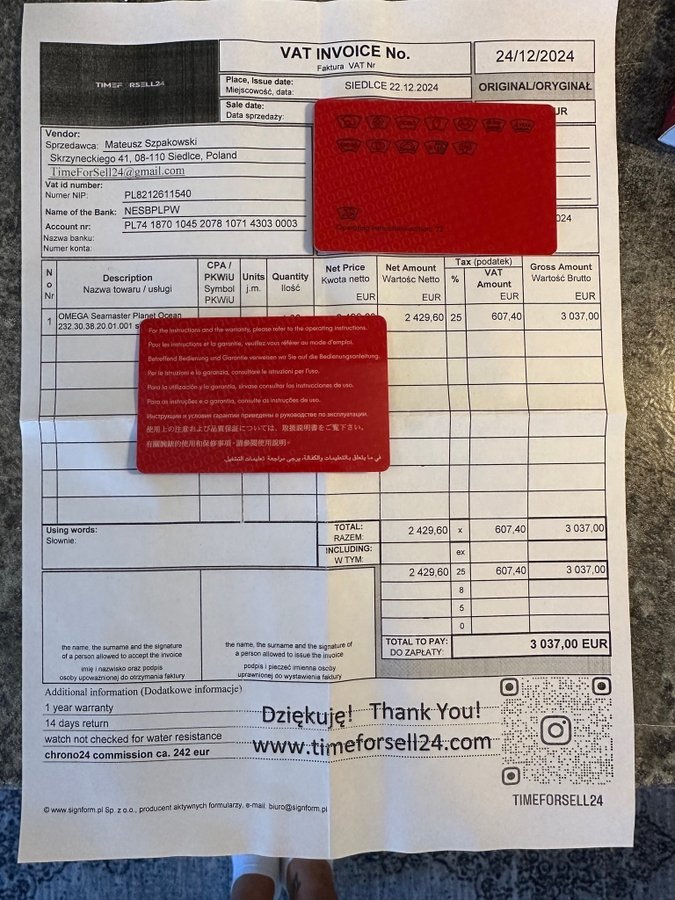 TIMEFORSELL24
VAT INVOICE No.
Faktura VAT Nr
24/12/2024
Place, Issue date:
Miejscowość, data:
SIEDLCE 22.12.2024
ORIGINAL/ORYGINAŁ
Sale date:
Data sprzedaży:
UR
Vendor:
Sprzedawca: Mateusz Szpakowski
Skrzyneckiego 41, 08-110 Siedlce, Poland
TimeForSell24@gmail.com
Vat id number:
Numer NIP: PL8212611540
Name of the Bank: NESBPLPW
Account nr: PL74 1870 1045 2078 1071 4303 0003
Nazwa banku:
Numer konta:
024
Operating instructions
No Nr
Description
Nazwa towaru / usługi
CPA / PKWiU
Symbol PKWiU
Units
j.m.
Quantity
Ilość
Net Price
Kwota netto
EUR
Net Amount
Wartośc Netto
EUR
Tax (podatek)
%
VAT Amount
EUR
Gross Amount
Wartość Brutto
EUR
1 OMEGA Seamaster Planet Ocean 2 429,60 25 607,40 3 037,00
232.30.38.20.01.001
For the instructions and the warranty, please refer to the operating instructions.
Pour les instructions et la garantie, veuillez vous référer au mode d'emploi.
Betreffend Bedienung und Garantie verweisen wir Sie auf die Bedienungsanleitung.
Per le istruzioni e la garanzia, consultare le istruzioni per l'uso.
Para la utilización y la garantía, sírvase consultar las instrucciones de uso.
Para as instruções e a garantia, consulte as instruções de uso.
Инструкции и условия гарантии приведены в руководстве по эксплуатации.
使用上の注意および品質保証については、取扱説明書をご覧下さい。
有關腕錶的使用和保修事項，請參閱使用說明。
في ما يتعلق بالتعليمات والكفالة، يرجى مراجعة تعليمات التشغيل.
Using words:
Słownie:
TOTAL:
RAZEM:
2 429,60 x 607,40 3 037,00
INCLUDING:
W TYM:
ex
2 429,60 25 607,40 3 037,00
8
5
0
TOTAL TO PAY:
DO ZAPŁATY:
3 037,00 EUR
the name, the surname and the signature
of a person allowed to accept the invoice
imię i nazwisko oraz podpis
osoby upoważnionej do otrzymania faktury
the name, the surname and the signature of
a person allowed to issue the invoice
podpis i pieczęć imienna osoby
uprawnionej do wystawienia faktury
Additional information (Dodatkowe informacje)
1 year warranty
14 days return
watch not checked for water resistance
chrono24 commission ca. 242 eur
Dziękuję! Thank You!
www.timeforsell24.com
TIMEFORSELL24
© www.signform.pl Sp. z o.o., producent aktywnych formularzy, e-mail. biuro@signform.pl